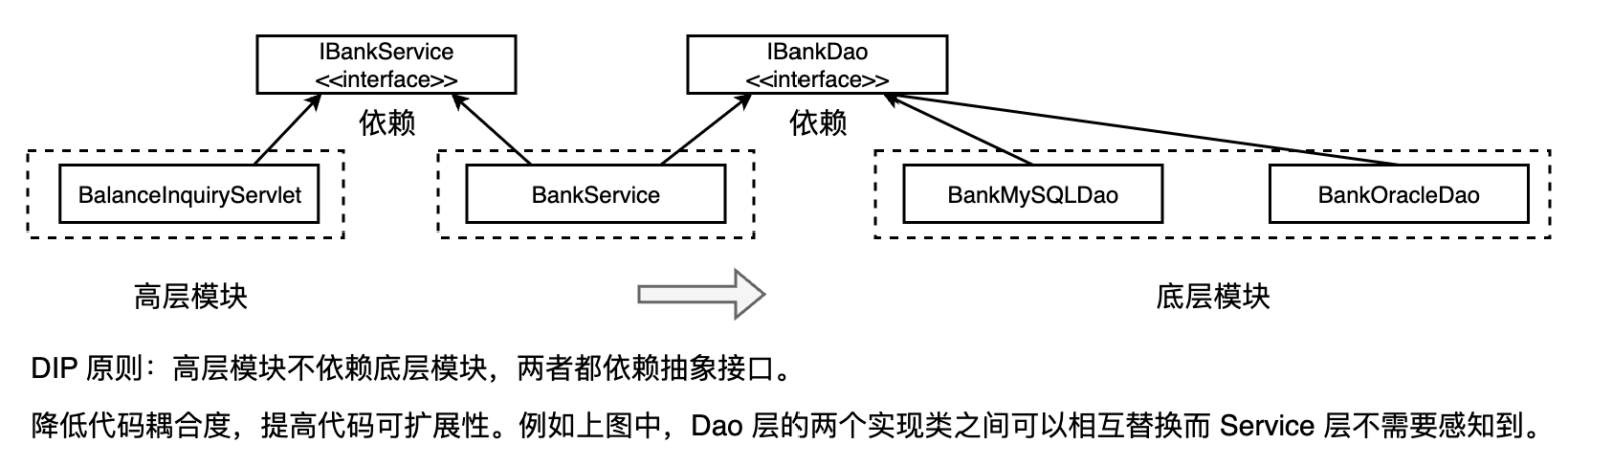 IBankService
<<interface>>
IBankDao
<<interface>>
依赖
依赖
BalanceInquiryServlet
BankService
BankMySQLDao
BankOracleDao
高层模块
底层模块
DIP 原则：高层模块不依赖底层模块，两者都依赖抽象接口。
降低代码耦合度，提高代码可扩展性。例如上图中，Dao 层的两个实现类之间可以相互替换而 Service 层不需要感知到。